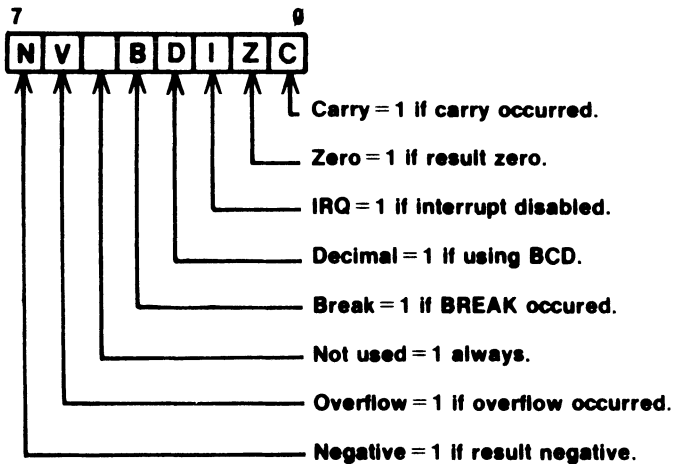 7 0
N V B D I Z C
Carry = 1 if carry occurred.
Zero = 1 if result zero.
IRQ = 1 if interrupt disabled.
Decimal = 1 if using BCD.
Break = 1 if BREAK occured.
Not used = 1 always.
Overflow = 1 if overflow occurred.
Negative = 1 if result negative.